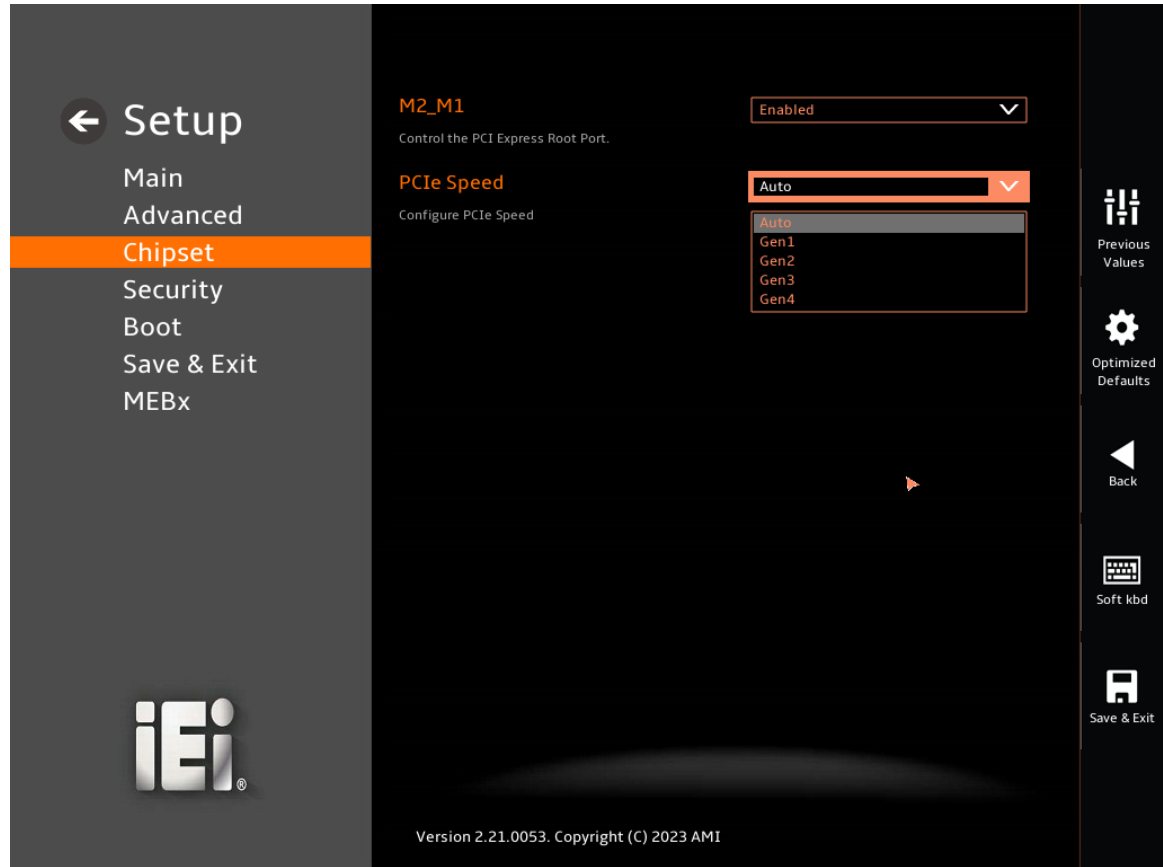 Setup
Main
Advanced
Chipset
Security
Boot
Save & Exit
MEBx
iEi®
M2_M1
Enabled
Control the PCI Express Root Port.
PCIe Speed
Auto
Configure PCIe Speed
Auto
Gen1
Gen2
Gen3
Gen4
Version 2.21.0053. Copyright (C) 2023 AMI
Previous
Values
Optimized
Defaults
Back
Soft kbd
Save & Exit